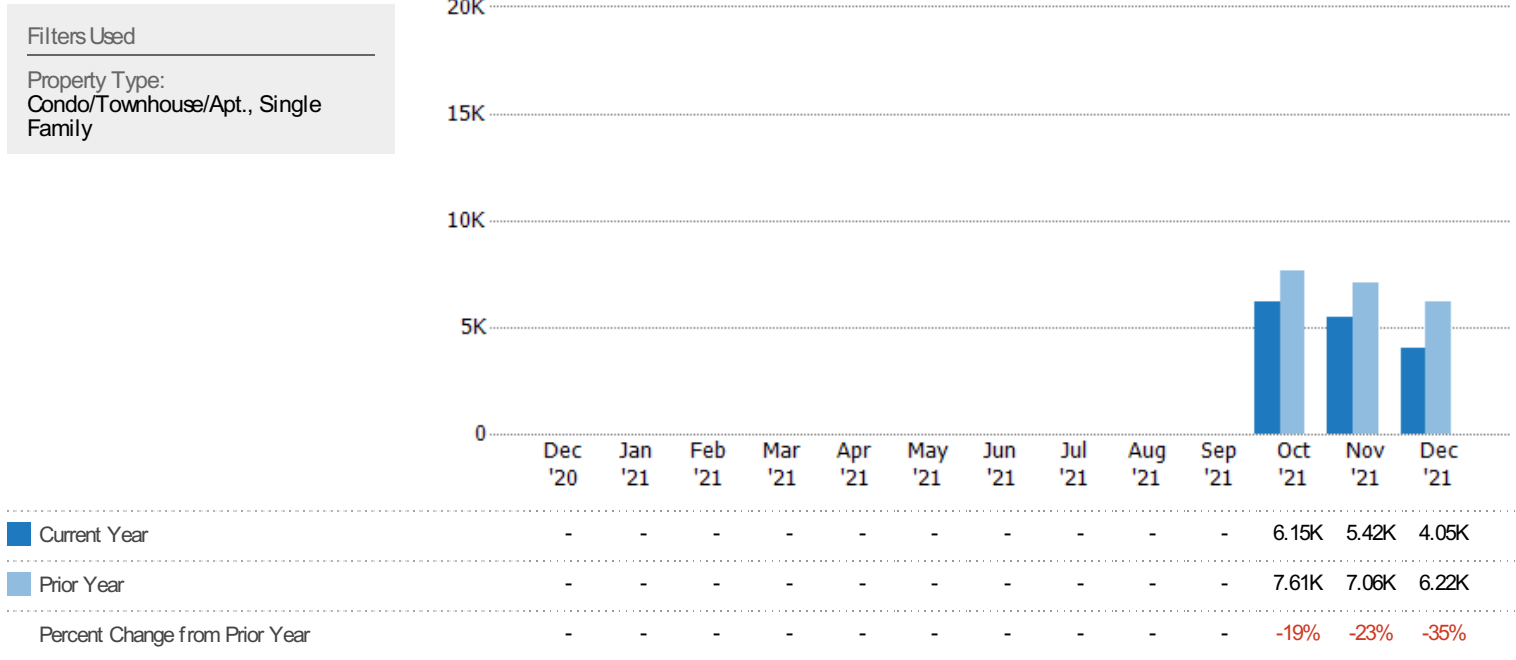 Filters Used
Property Type:
Condo/Townhouse/Apt., Single
Family
20K
15K
10K
5K
0
Dec Jan Feb Mar Apr May Jun Jul Aug Sep Oct Nov Dec
'20 '21 '21 '21 '21 '21 '21 '21 '21 '21 '21 '21 '21
Current Year - - - - - - - - - - 6.15K 5.42K 4.05K
Prior Year - - - - - - - - - - 7.61K 7.06K 6.22K
Percent Change from Prior Year - - - - - - - - - - -19% -23% -35%